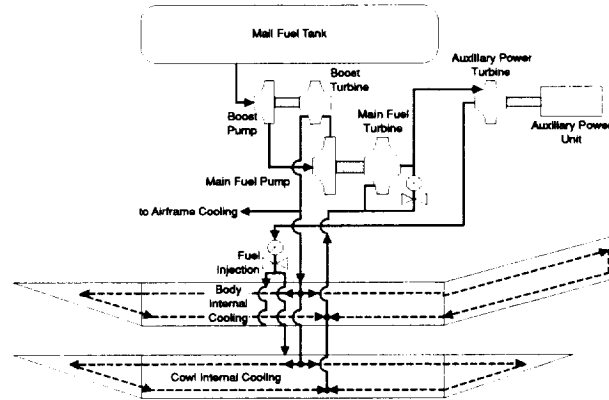 Mail Fuel Tank
Boost
Turbine
Auxiliary Power
Turbine
Boost
Pump
Main Fuel
Turbine
Auxiliary Power
Unit
Main Fuel Pump
to Airframe Cooling
Fuel
Injection
Body
Internal
Cooling
Cowl Internal Cooling